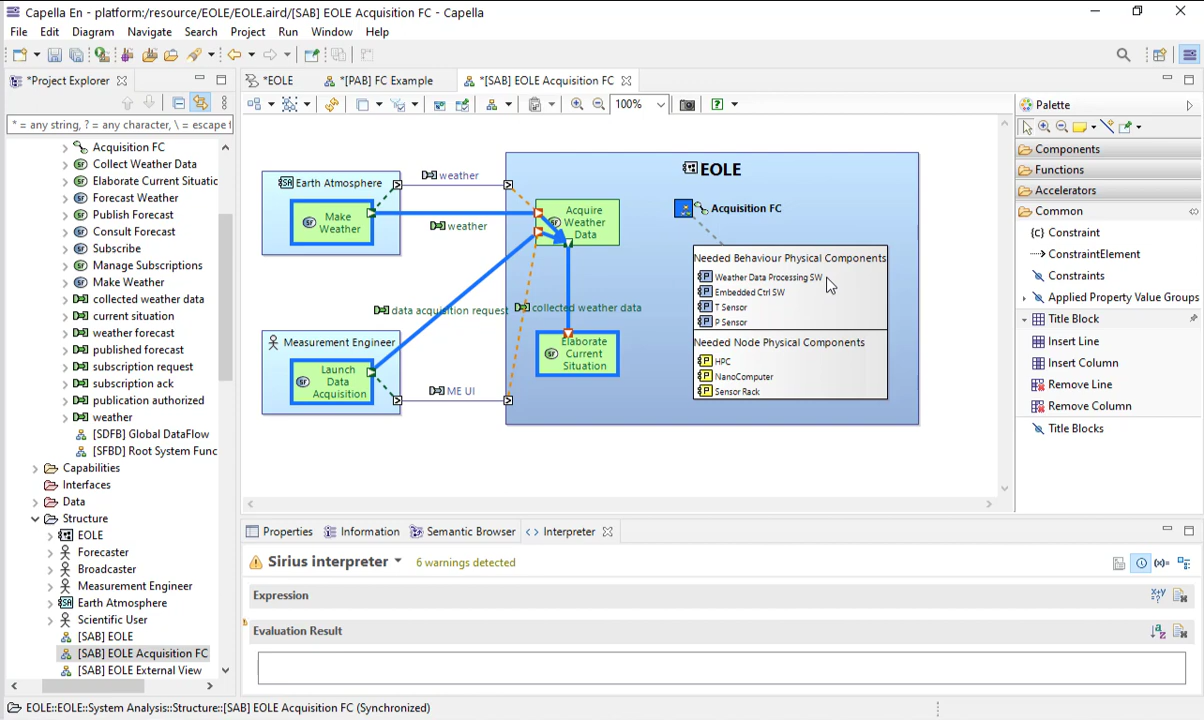 Capella En - platform:/resource/EOLE/EOLE.aird/[SAB] EOLE Acquisition FC - Capella
File Edit Diagram Navigate Search Project Run Window Help
*Project Explorer
* = any string, ? = any character, \ = escape f
Acquisition FC
Collect Weather Data
Elaborate Current Situatic
Forecast Weather
Publish Forecast
Consult Forecast
Subscribe
Manage Subscriptions
Make Weather
collected weather data
current situation
weather forecast
published forecast
subscription request
subscription ack
publication authorized
weather
[SDFB] Global DataFlow
[SFBD] Root System Func
Capabilities
Interfaces
Data
Structure
EOLE
Forecaster
Broadcaster
Measurement Engineer
Earth Atmosphere
Scientific User
[SAB] EOLE
[SAB] EOLE Acquisition FC
[SAB] EOLE External View
*EOLE *[PAB] FC Example *[SAB] EOLE Acquisition FC
100%
Earth Atmosphere
SF
Make
Weather
weather
weather
Measurement Engineer
SF
Launch
Data
Acquisition
data acquisition request
ME UI
EOLE
SF
Acquire
Weather
Data
collected weather data
SF
Elaborate
Current
Situation
Acquisition FC
Needed Behaviour Physical Components
P Weather Data Processing SW
P Embedded Ctrl SW
P T Sensor
P P Sensor
Needed Node Physical Components
P HPC
P NanoComputer
P Sensor Rack
Palette
Components
Functions
Accelerators
Common
(x) Constraint
ConstraintElement
Constraints
Applied Property Value Groups
Title Block
Insert Line
Insert Column
Remove Line
Remove Column
Title Blocks
Properties Information Semantic Browser Interpreter
Sirius interpreter 6 warnings detected
Expression
Evaluation Result
EOLE::EOLE::System Analysis::Structure::[SAB] EOLE Acquisition FC (Synchronized)